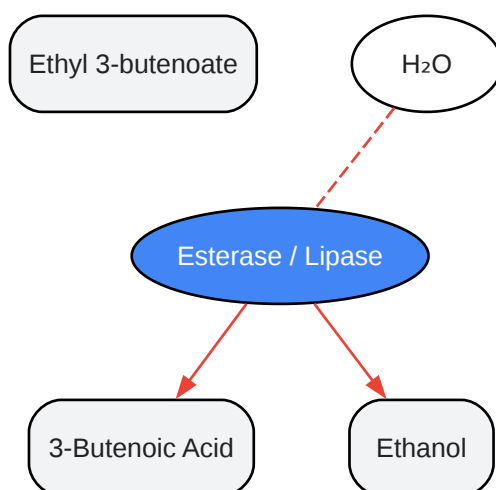 Ethyl 3-butenoate
H₂O
Esterase / Lipase
3-Butenoic Acid
Ethanol